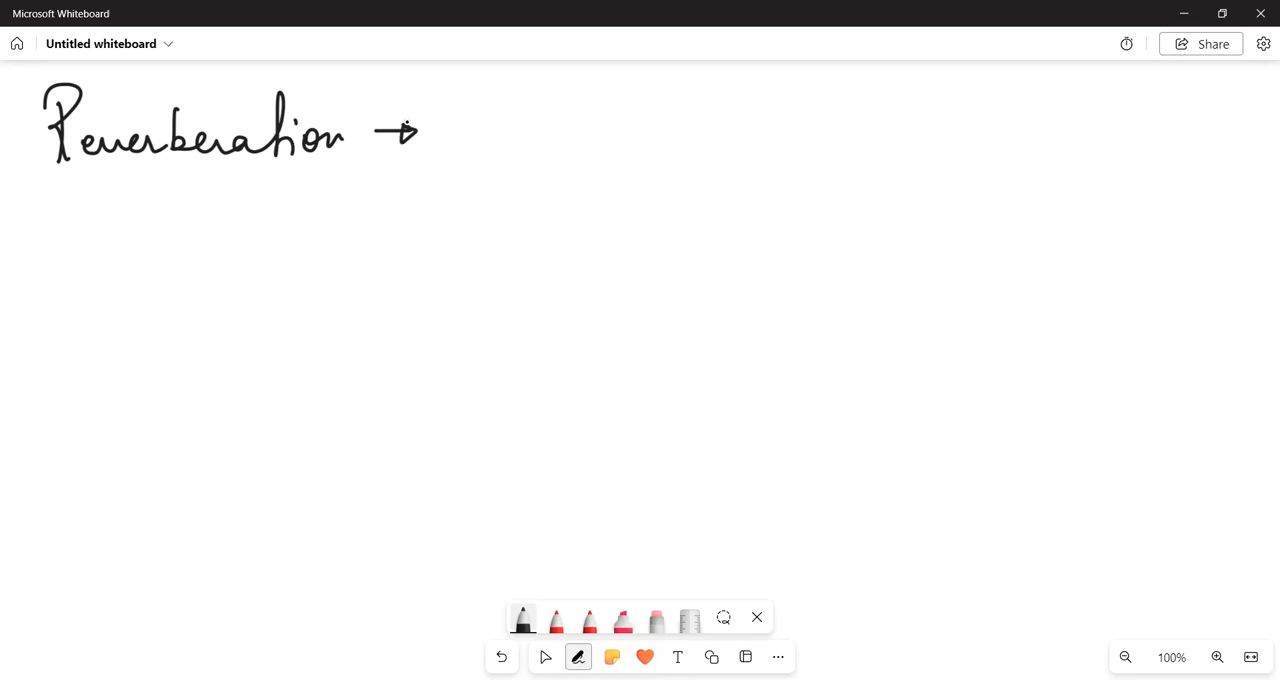 Microsoft Whiteboard
Untitled whiteboard
Share
Reverberation →
100%